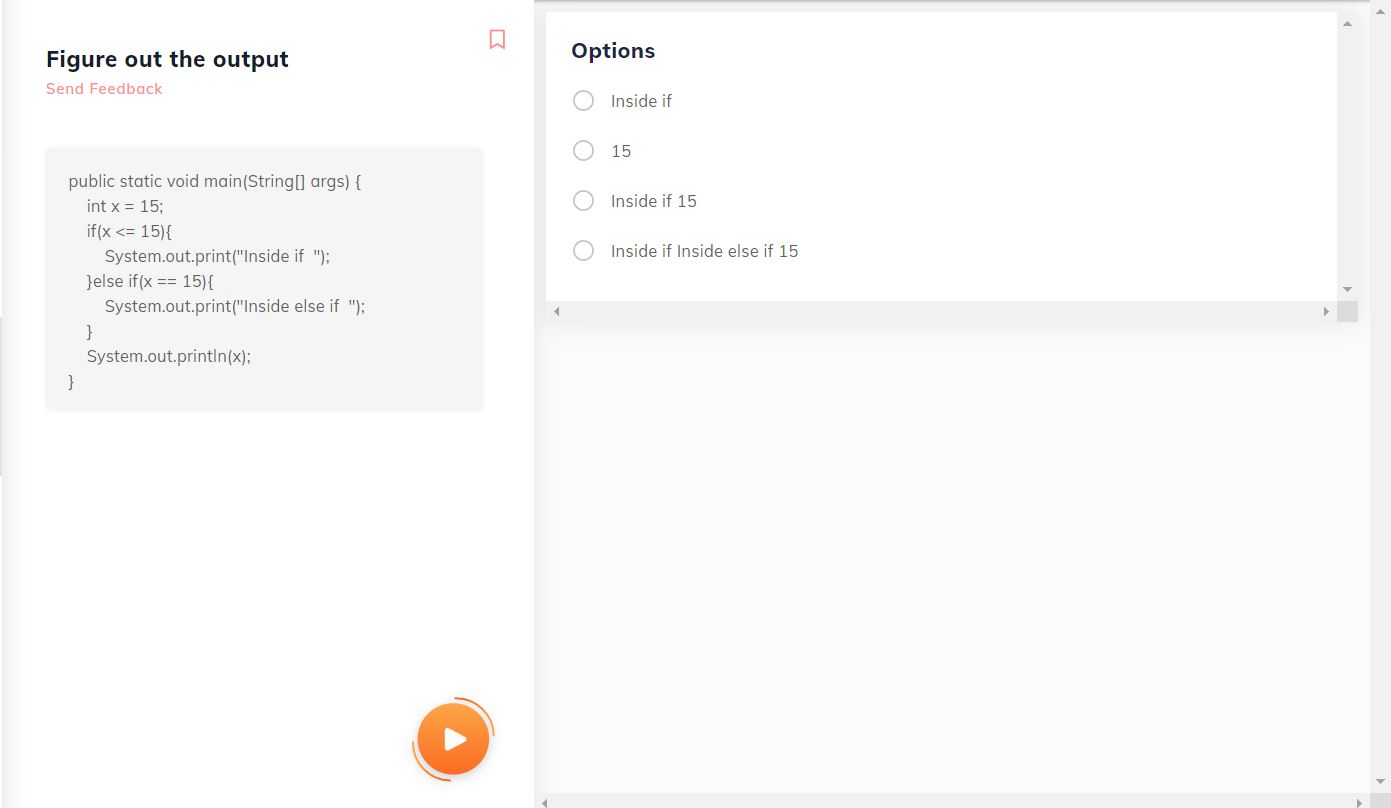 Figure out the output
Send Feedback
public static void main(String[] args) {
    int x = 15;
    if(x <= 15){
        System.out.print("Inside if  ");
    }else if(x == 15){
        System.out.print("Inside else if  ");
    }
    System.out.println(x);
}
Options
Inside if
15
Inside if 15
Inside if Inside else if 15